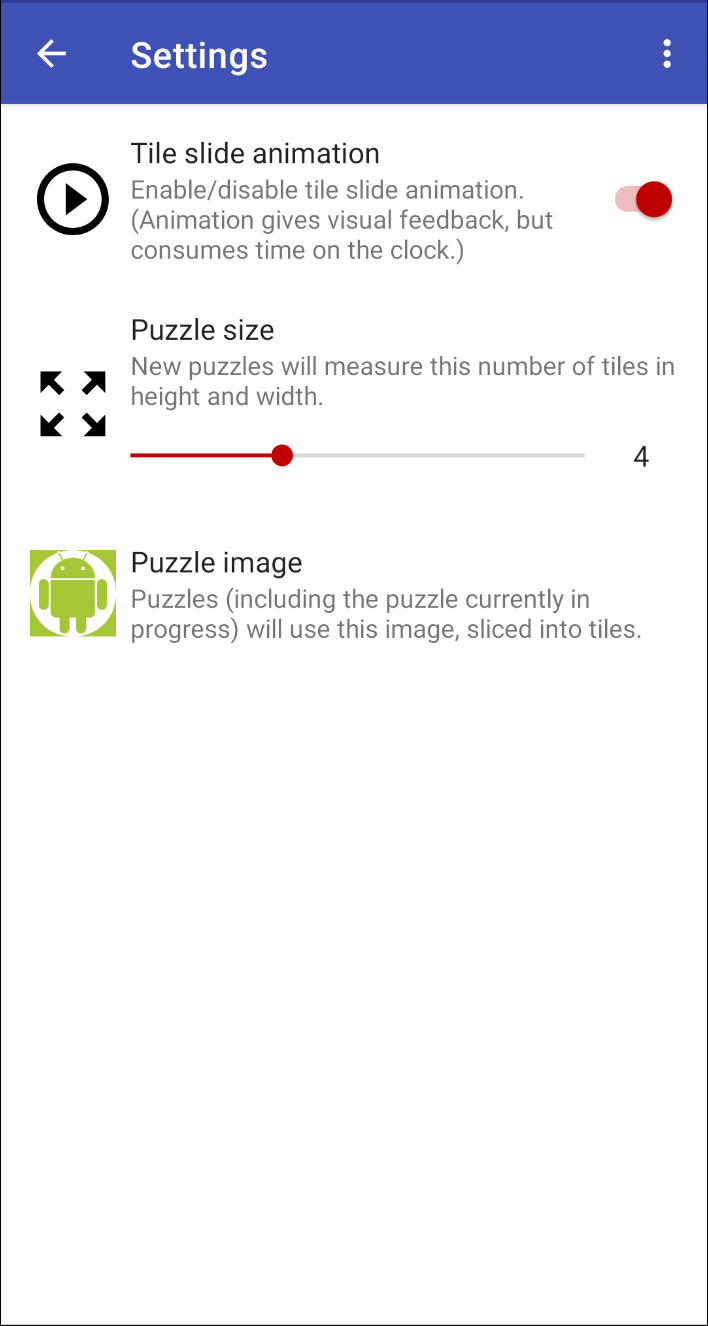 Settings
Tile slide animation
Enable/disable tile slide animation.
(Animation gives visual feedback, but
consumes time on the clock.)
Puzzle size
New puzzles will measure this number of tiles in
height and width.
4
Puzzle image
Puzzles (including the puzzle currently in
progress) will use this image, sliced into tiles.